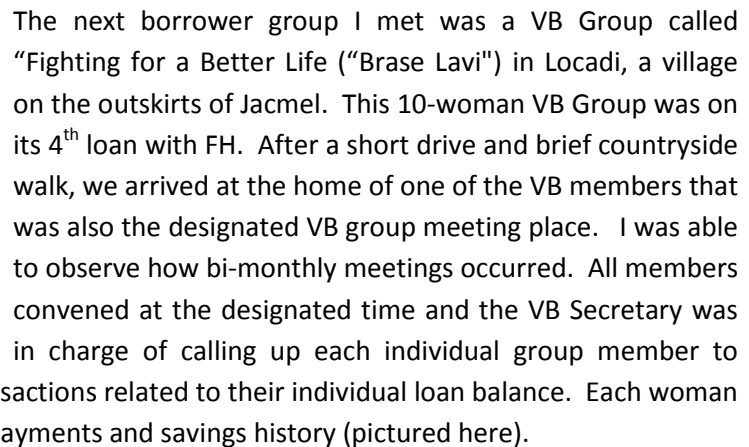 The next borrower group I met was a VB Group called
“Fighting for a Better Life (“Brase Lavi") in Locadi, a village
on the outskirts of Jacmel. This 10-woman VB Group was on
its 4th loan with FH. After a short drive and brief countryside
walk, we arrived at the home of one of the VB members that
was also the designated VB group meeting place. I was able
to observe how bi-monthly meetings occurred. All members
convened at the designated time and the VB Secretary was
in charge of calling up each individual group member to
sactions related to their individual loan balance. Each woman
ayments and savings history (pictured here).